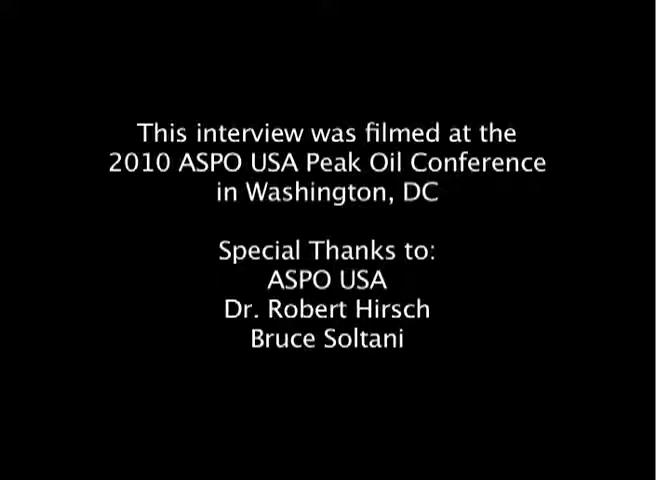 This interview was filmed at the
2010 ASPO USA Peak Oil Conference
in Washington, DC
Special Thanks to:
ASPO USA
Dr. Robert Hirsch
Bruce Soltani